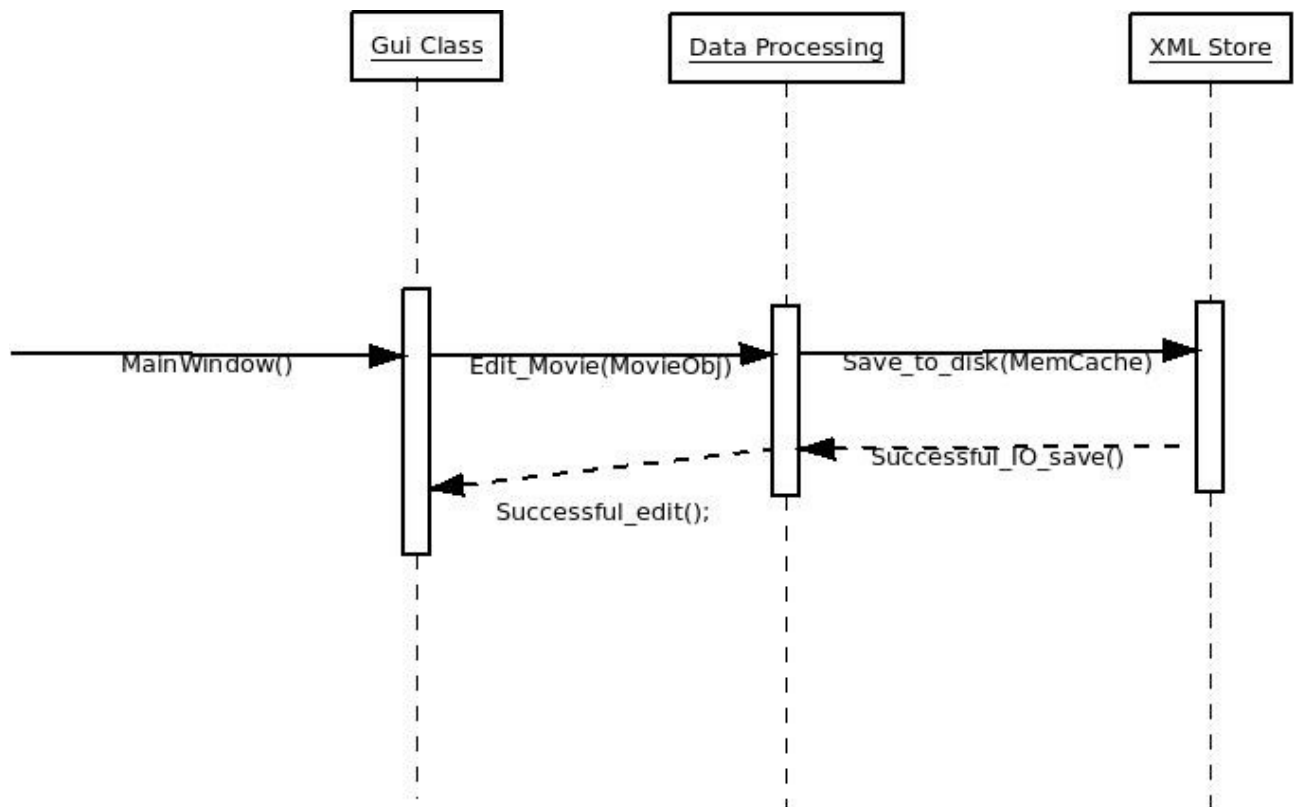 Gui Class
Data Processing
XML Store
MainWindow()
Edit_Movie(MovieObj)
Save_to_disk(MemCache)
Successful_IO_save()
Successful_edit();